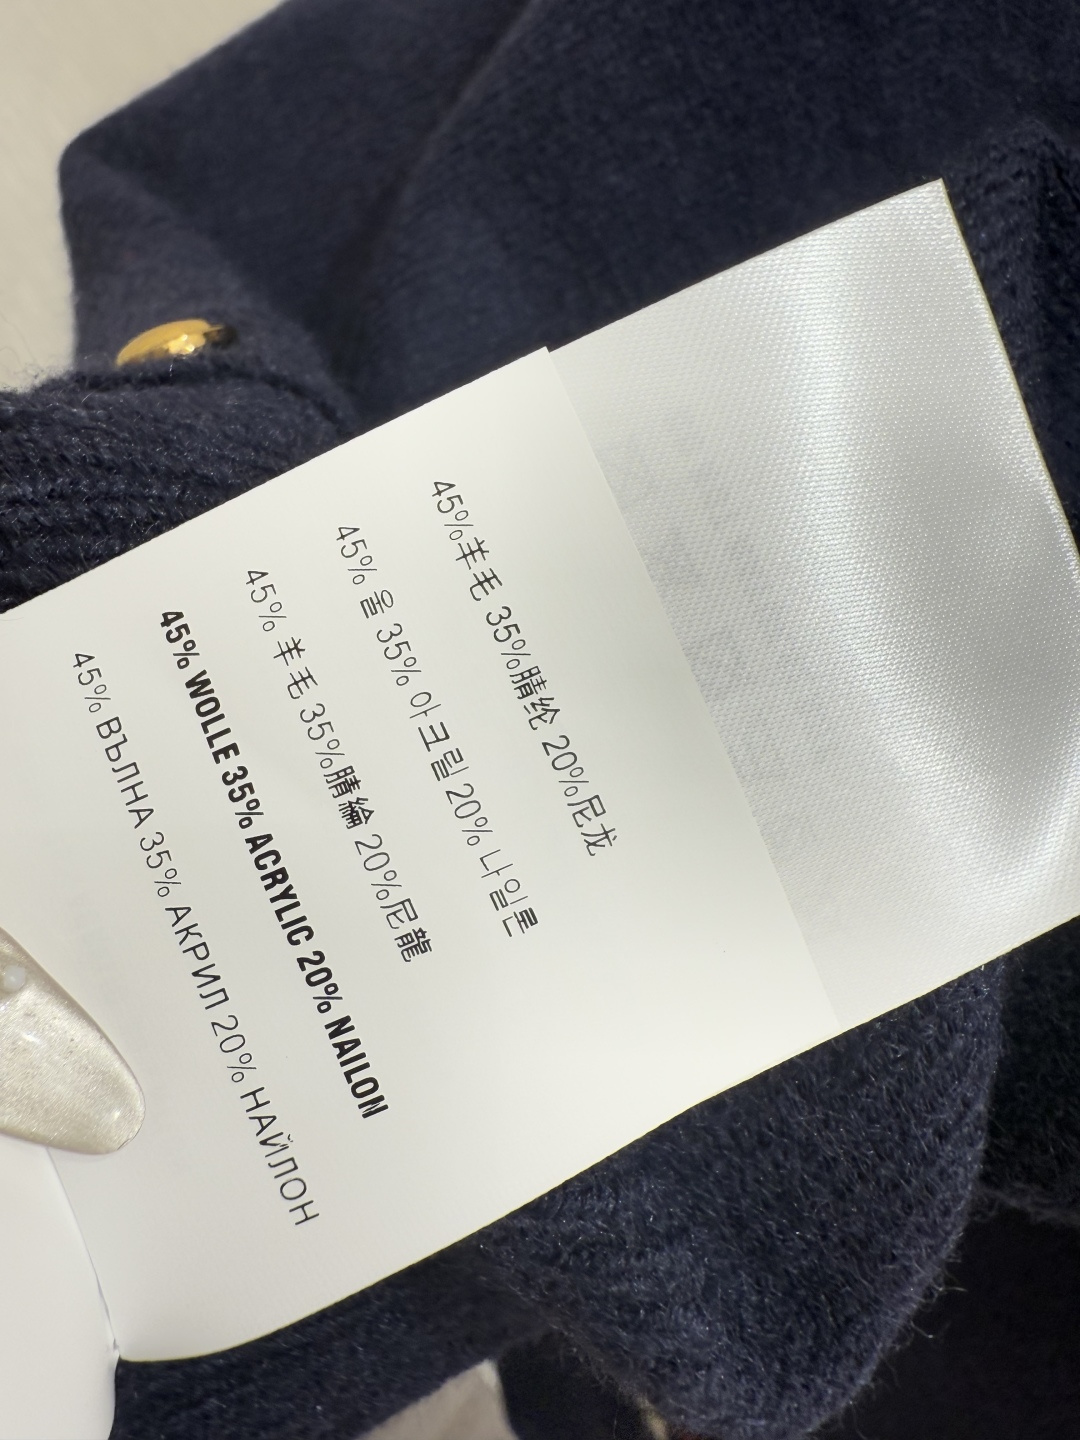 45%羊毛 35%腈纶 20%尼龙
45% 울 35% 아크릴 20% 나일론
45% 羊毛 35%腈綸 20%尼龍
45% WOLLE 35% ACRYLIC 20% NAILON
45% ВЪЛНА 35% АКРИЛ 20% НАЙЛОН